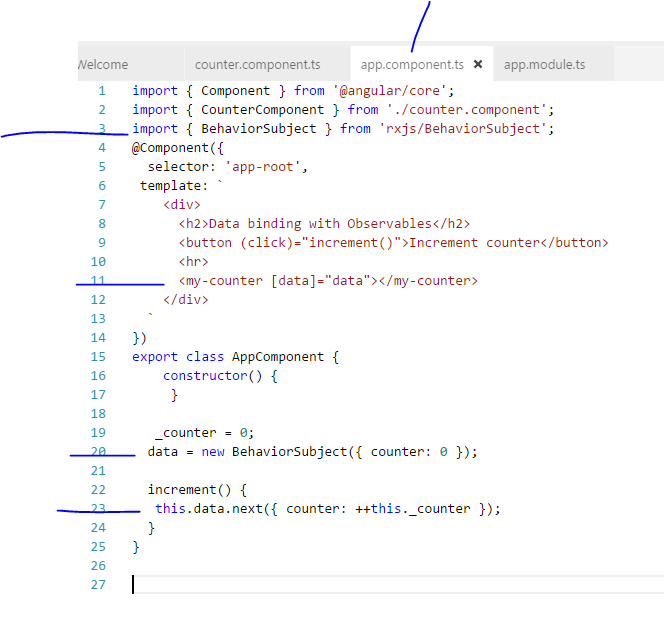 Welcome counter.component.ts app.component.ts × app.module.ts
1 import { Component } from '@angular/core';
2 import { CounterComponent } from './counter.component';
3 import { BehaviorSubject } from 'rxjs/BehaviorSubject';
4 @Component({
5   selector: 'app-root',
6  template: `
7     <div>
8       <h2>Data binding with Observables</h2>
9       <button (click)="increment()">Increment counter</button>
10       <hr>
11       <my-counter [data]="data"></my-counter>
12     </div>
13   `
14 })
15 export class AppComponent {
16     constructor() {
17      }
18
19    _counter = 0;
20   data = new BehaviorSubject({ counter: 0 });
21
22   increment() {
23    this.data.next({ counter: ++this._counter });
24   }
25 }
26
27